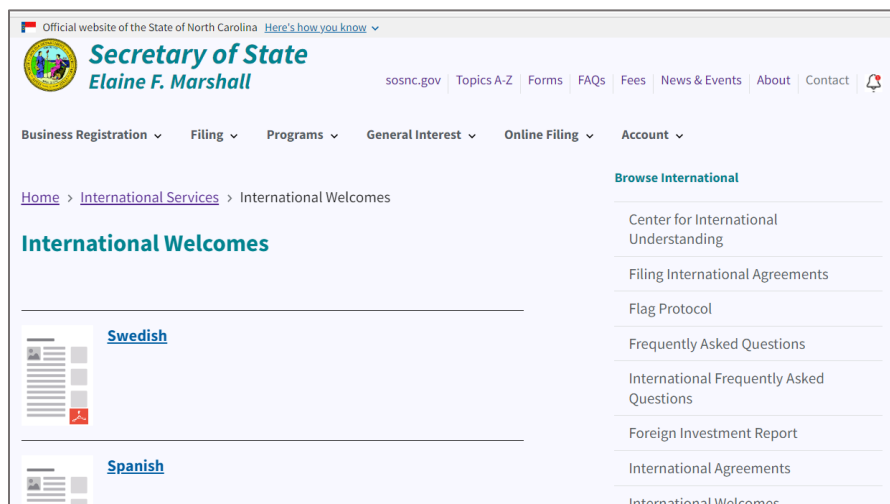 Official website of the State of North Carolina Here's how you know
Secretary of State
Elaine F. Marshall
sosnc.gov Topics A-Z Forms FAQs Fees News & Events About Contact
Business Registration Filing Programs General Interest Online Filing Account
Home > International Services > International Welcomes
International Welcomes
Swedish
Spanish
Browse International
Center for International
Understanding
Filing International Agreements
Flag Protocol
Frequently Asked Questions
International Frequently Asked
Questions
Foreign Investment Report
International Agreements
International Welcomes